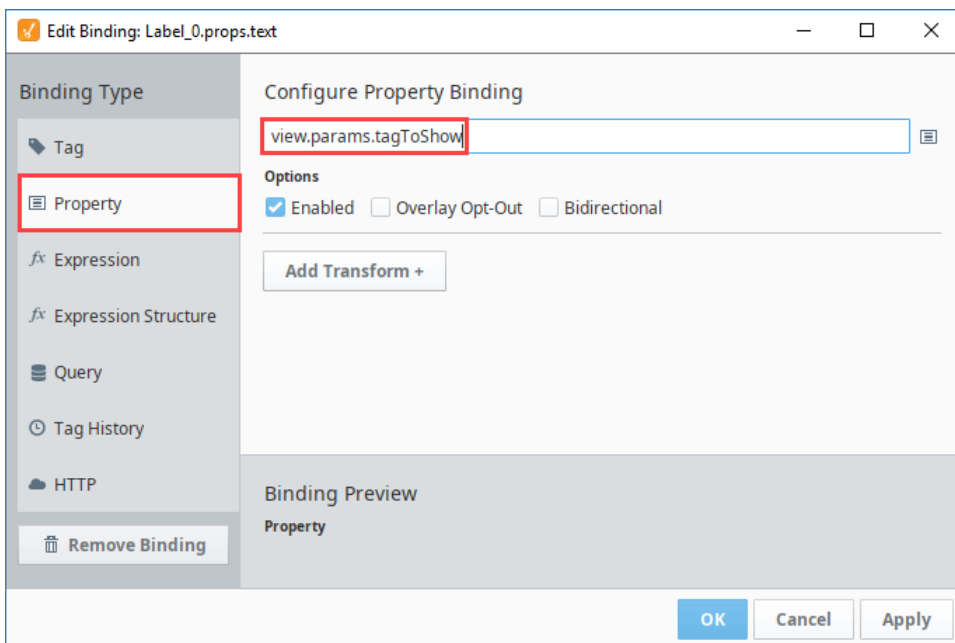 Edit Binding: Label_0.props.text
Binding Type
Tag
Property
fx Expression
fx Expression Structure
Query
Tag History
HTTP
Remove Binding
Configure Property Binding
view.params.tagToShow
Options
Enabled Overlay Opt-Out Bidirectional
Add Transform +
Binding Preview
Property
OK Cancel Apply